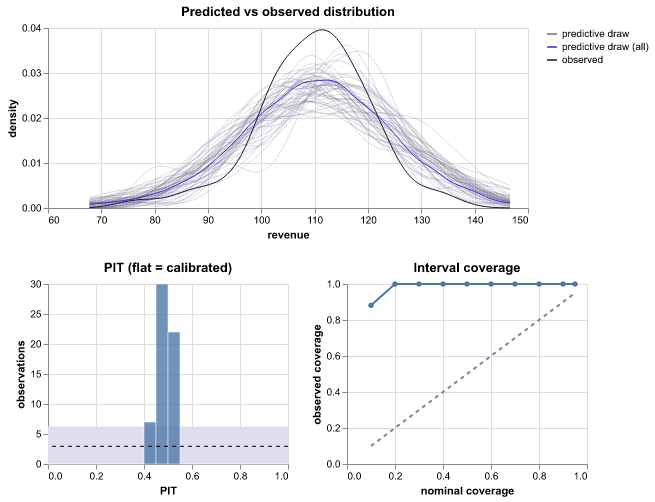 Predicted vs observed distribution
0.04
0.03
0.02
0.01
0.00
density
60 70 80 90 100 110 120 130 140 150
revenue
predictive draw
predictive draw (all)
observed
PIT (flat = calibrated)
30
25
20
15
10
5
0
observations
0.0 0.2 0.4 0.6 0.8 1.0
PIT
Interval coverage
1.0
0.8
0.6
0.4
0.2
0.0
observed coverage
0.0 0.2 0.4 0.6 0.8 1.0
nominal coverage